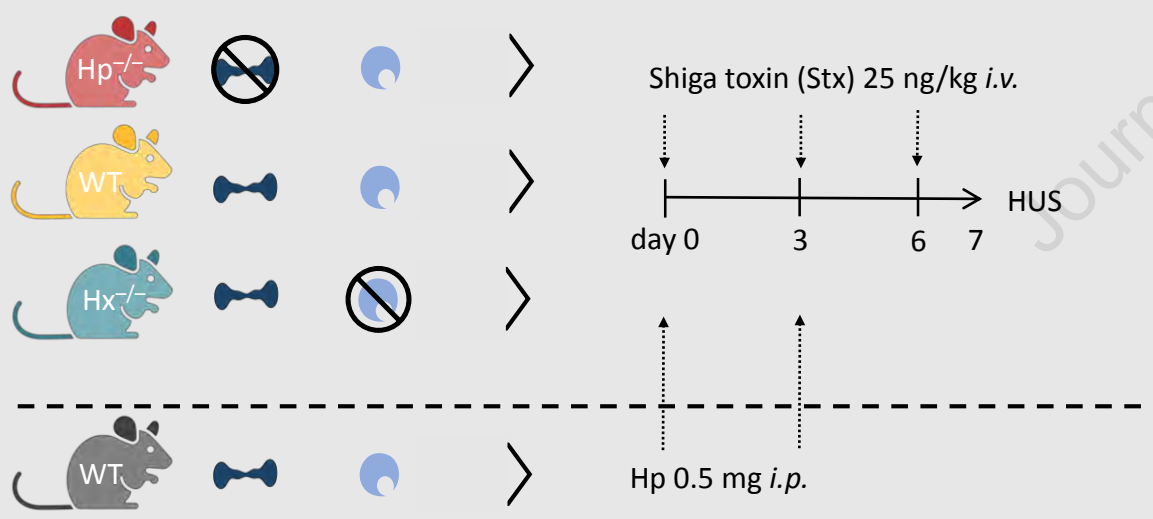 Hp−/−
Shiga toxin (Stx) 25 ng/kg i.v.
WT
HUS
day 0 3 6 7
Hx−/−
WT
Hp 0.5 mg i.p.
Journ